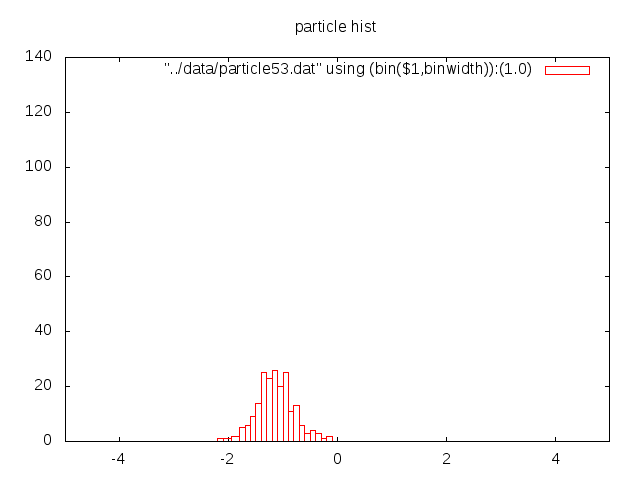 particle hist
"../data/particle53.dat" using (bin($1,binwidth)):(1.0)
140
120
100
80
60
40
20
0
-4 -2 0 2 4